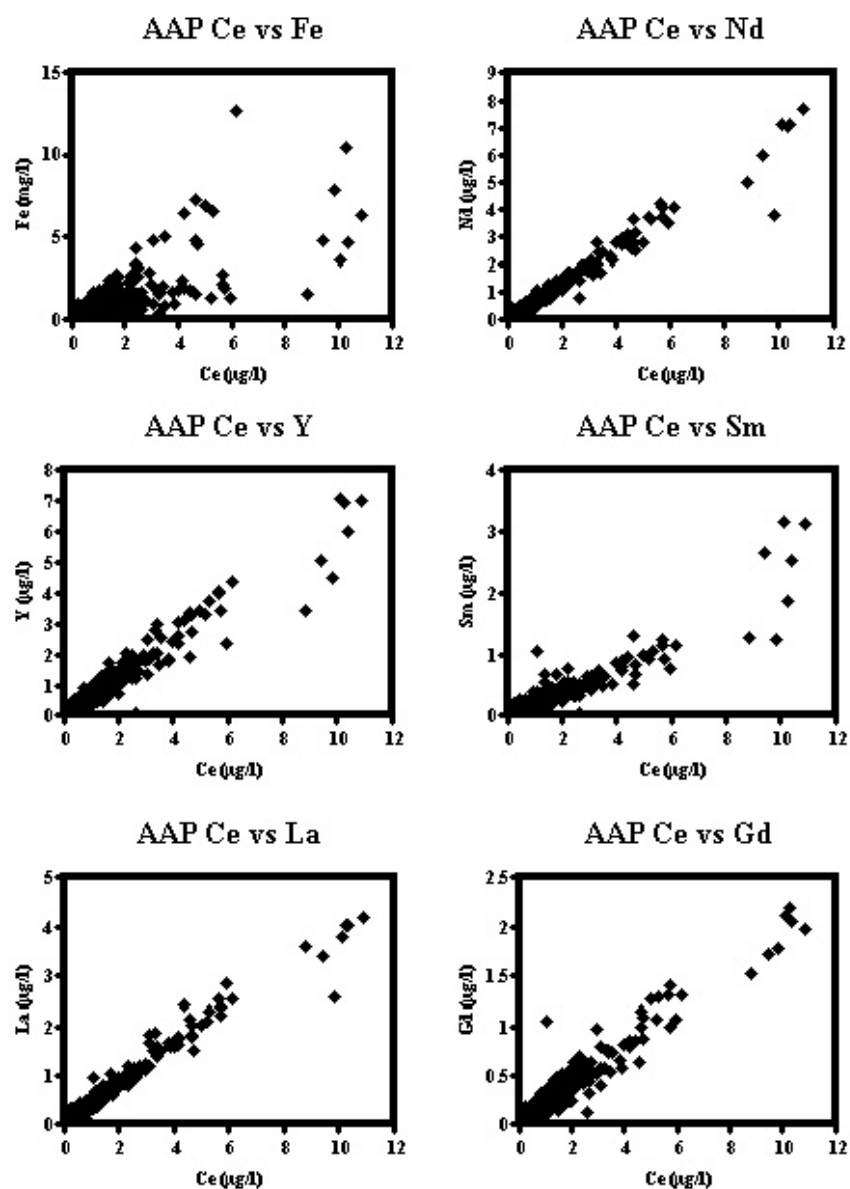 AAP Ce vs Fe
15
10
5
0
Fe (mg/l)
0 2 4 6 8 10 12
Ce (µg/l)
AAP Ce vs Nd
9
8
7
6
5
4
3
2
1
0
Nd (µg/l)
0 2 4 6 8 10 12
Ce (µg/l)
AAP Ce vs Y
8
7
6
5
4
3
2
1
0
Y (µg/l)
0 2 4 6 8 10 12
Ce (µg/l)
AAP Ce vs Sm
4
3
2
1
0
Sm (µg/l)
0 2 4 6 8 10 12
Ce (µg/l)
AAP Ce vs La
5
4
3
2
1
0
La (µg/l)
0 2 4 6 8 10 12
Ce (µg/l)
AAP Ce vs Gd
2.5
2
1.5
1
0.5
0
Gd (µg/l)
0 2 4 6 8 10 12
Ce (µg/l)